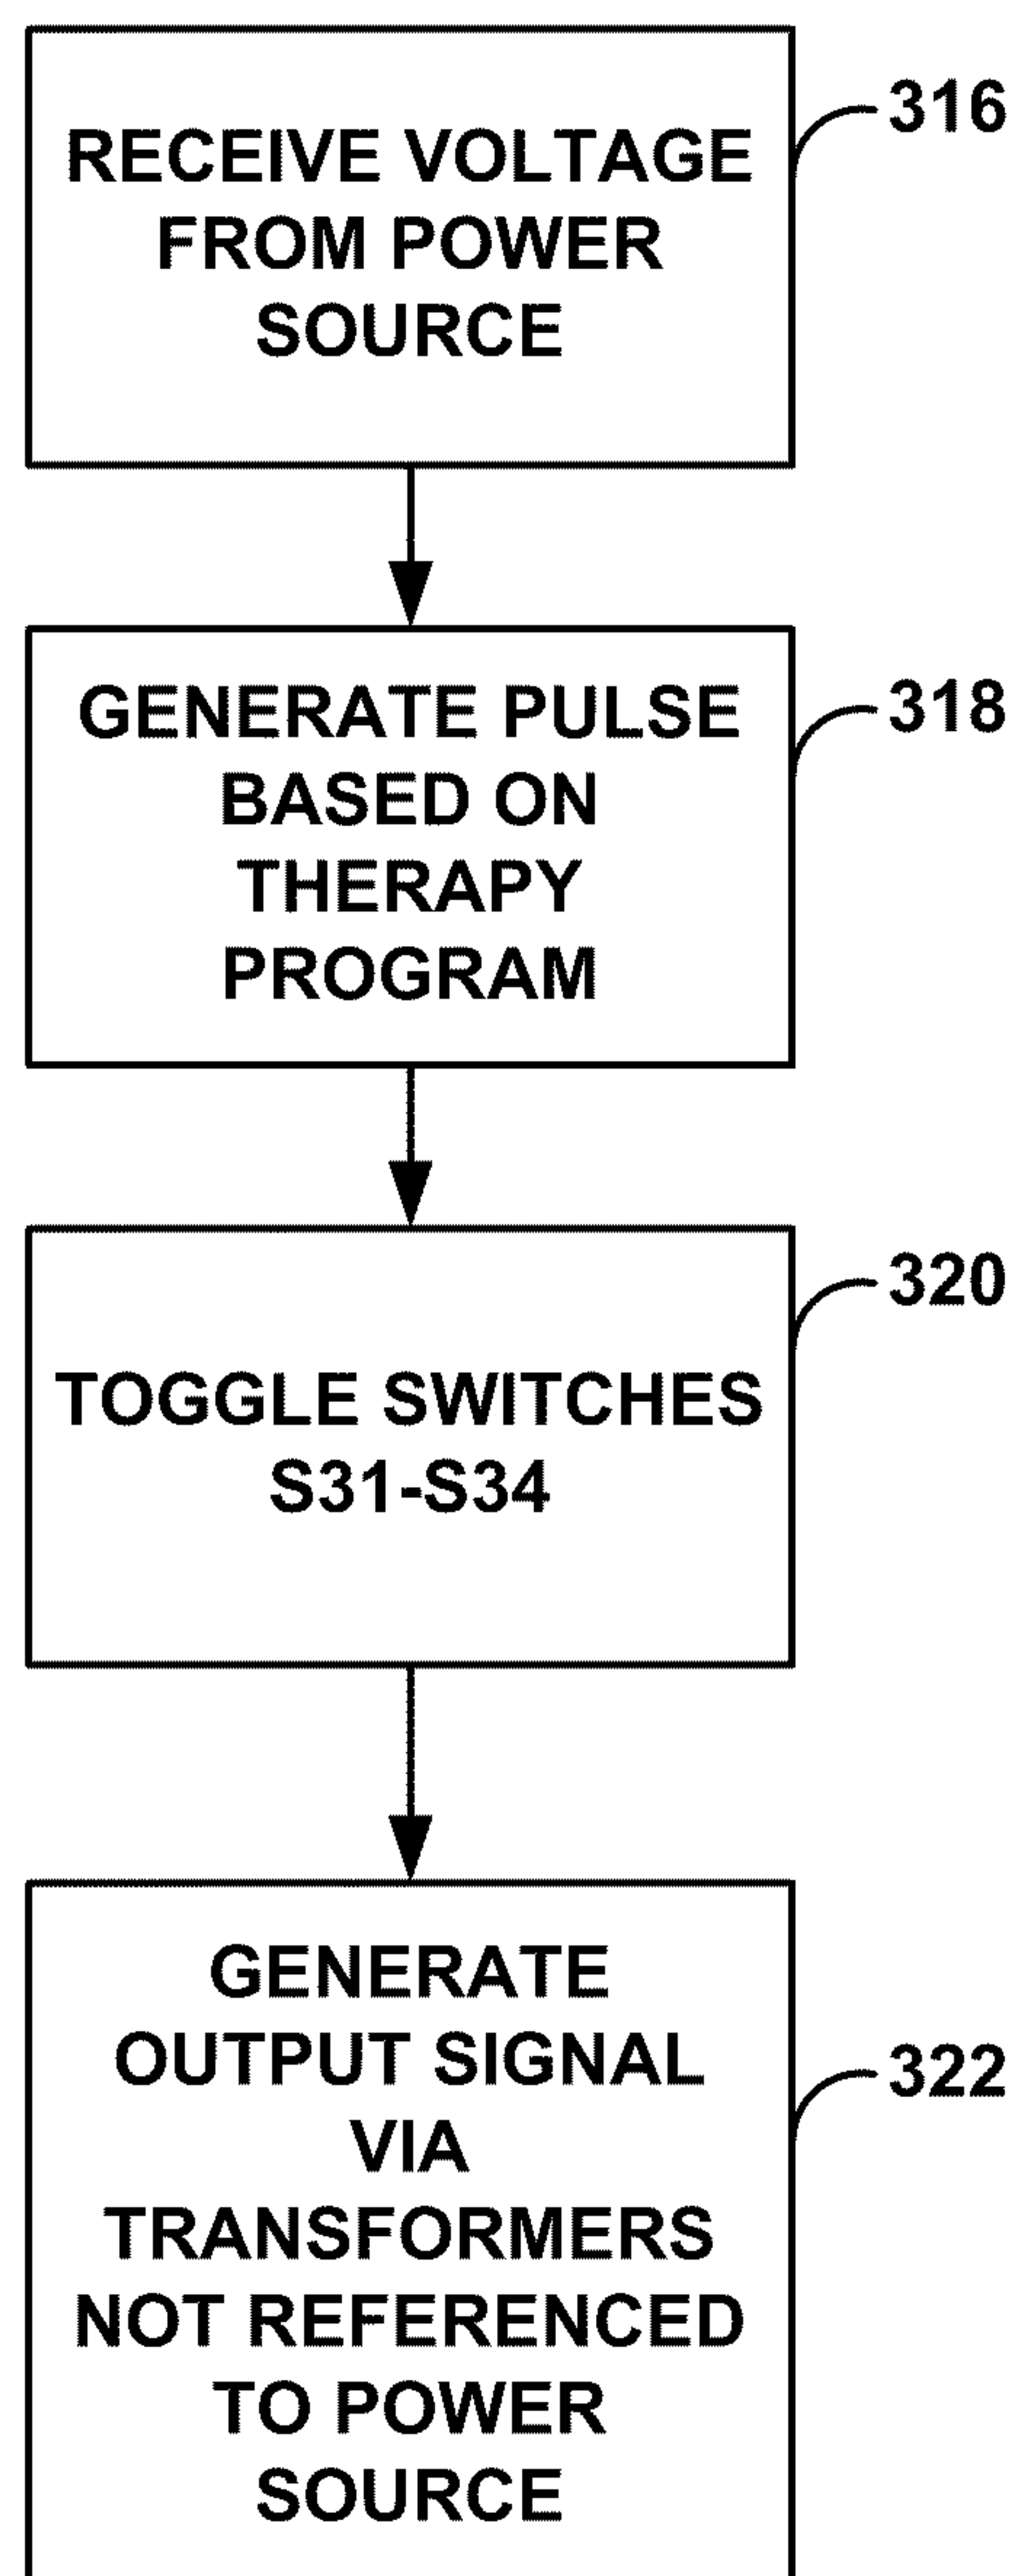 RECEIVE VOLTAGE
FROM POWER
SOURCE
316
GENERATE PULSE
BASED ON
THERAPY
PROGRAM
318
TOGGLE SWITCHES
S31-S34
320
GENERATE
OUTPUT SIGNAL
VIA
TRANSFORMERS
NOT REFERENCED
TO POWER
SOURCE
322